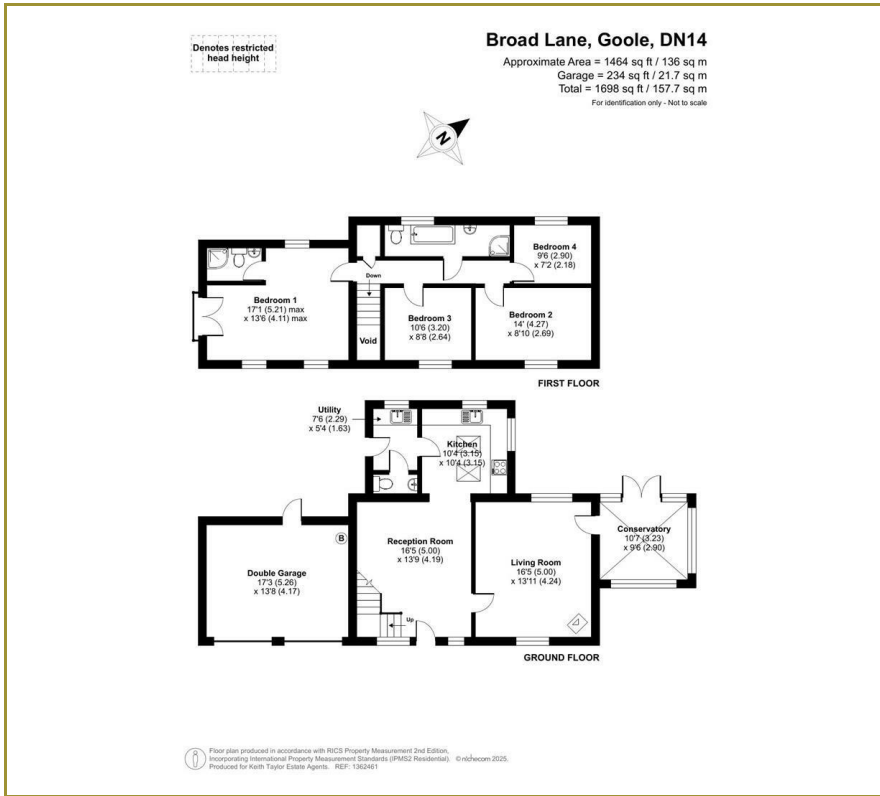 Denotes restricted
head height
Broad Lane, Goole, DN14
Approximate Area = 1464 sq ft / 136 sq m
Garage = 234 sq ft / 21.7 sq m
Total = 1698 sq ft / 157.7 sq m
For identification only - Not to scale
N
Bedroom 4
9'6 (2.90)
x 7'2 (2.18)
Down
Bedroom 1
17'1 (5.21) max
x 13'6 (4.11) max
Bedroom 3
10'6 (3.20)
x 8'8 (2.64)
Bedroom 2
14' (4.27)
x 8'10 (2.69)
Void
FIRST FLOOR
Utility
7'6 (2.29)
x 5'4 (1.63)
Kitchen
10'4 (3.15)
x 10'4 (3.15)
Conservatory
10'7 (3.23)
x 9'6 (2.90)
B
Reception Room
16'5 (5.00)
x 13'9 (4.19)
Living Room
16'5 (5.00)
x 13'11 (4.24)
Double Garage
17'3 (5.26)
x 13'8 (4.17)
Up
GROUND FLOOR
Floor plan produced in accordance with RICS Property Measurement 2nd Edition,
Incorporating International Property Measurement Standards (IPMS2 Residential). © nichecom 2025.
Produced for Keith Taylor Estate Agents. REF: 1362461